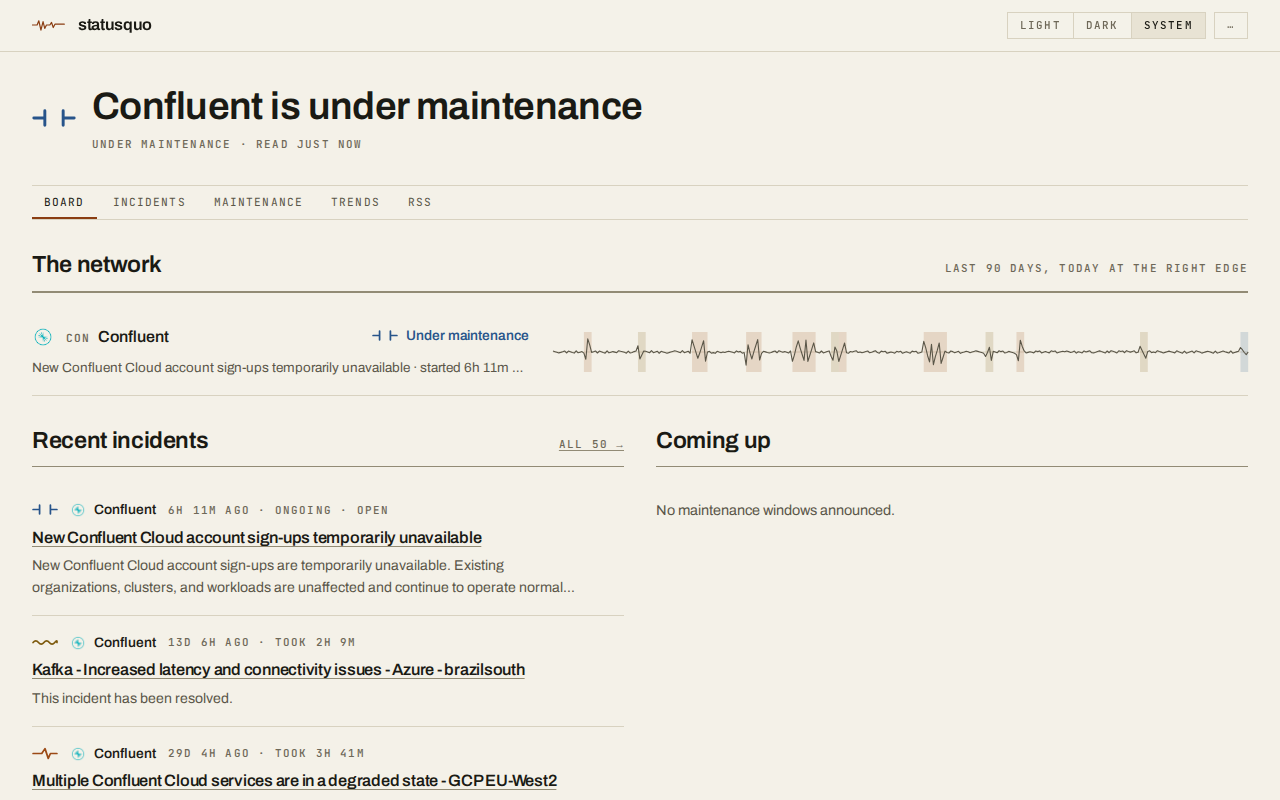 statusquo
LIGHT DARK SYSTEM …
Confluent is under maintenance
UNDER MAINTENANCE · READ JUST NOW
BOARD INCIDENTS MAINTENANCE TRENDS RSS
The network
LAST 90 DAYS, TODAY AT THE RIGHT EDGE
CON Confluent
Under maintenance
New Confluent Cloud account sign-ups temporarily unavailable · started 6h 11m ...
Recent incidents
ALL 50 →
Confluent 6H 11M AGO · ONGOING · OPEN
New Confluent Cloud account sign-ups temporarily unavailable
New Confluent Cloud account sign-ups are temporarily unavailable. Existing
organizations, clusters, and workloads are unaffected and continue to operate normal...
Confluent 13D 6H AGO · TOOK 2H 9M
Kafka - Increased latency and connectivity issues - Azure - brazilsouth
This incident has been resolved.
Confluent 29D 4H AGO · TOOK 3H 41M
Multiple Confluent Cloud services are in a degraded state - GCP EU-West2
Coming up
No maintenance windows announced.